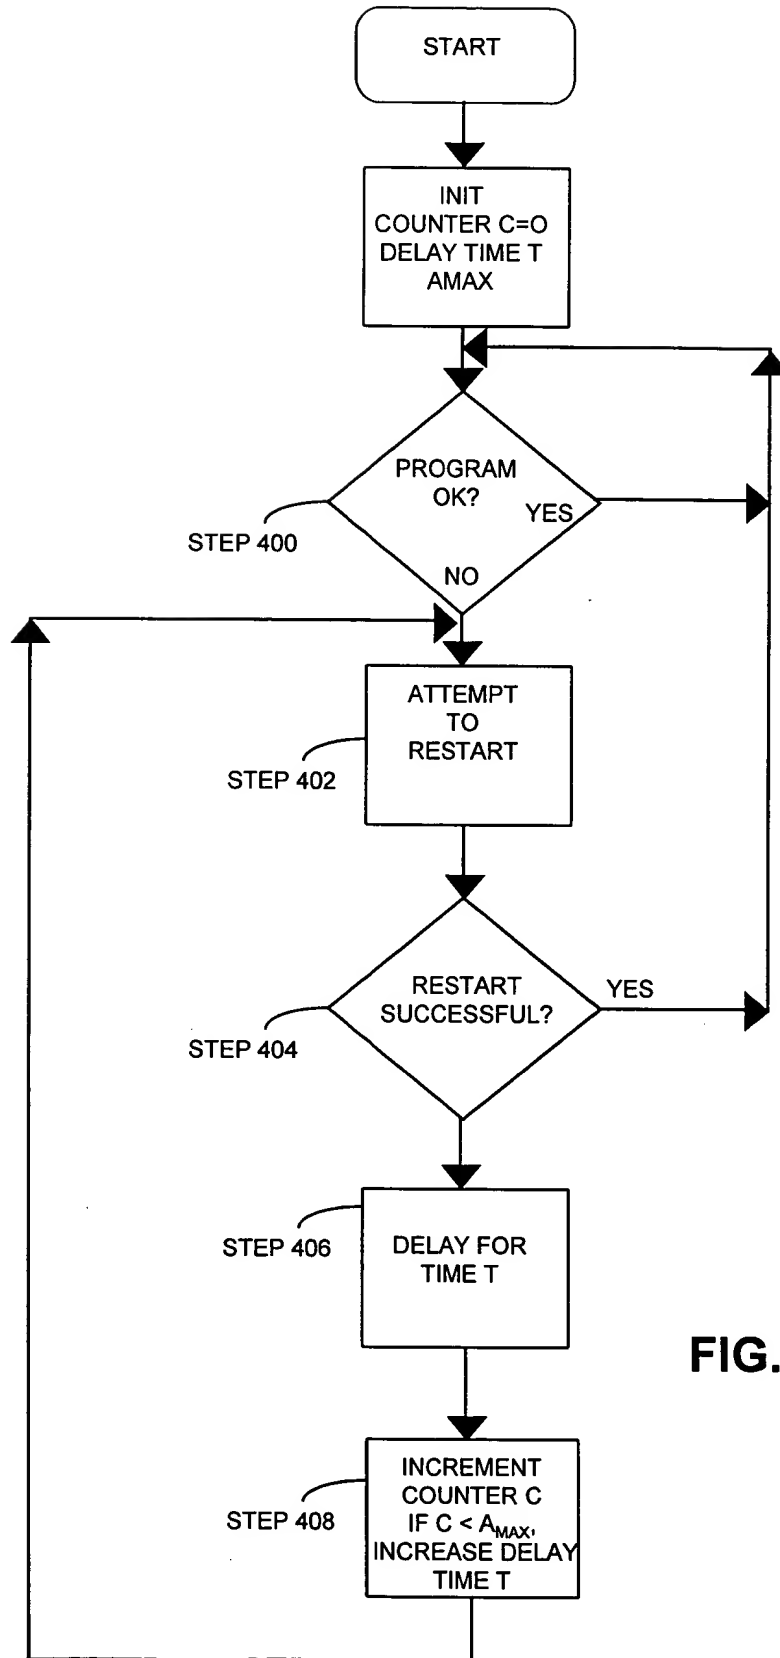 START
INIT
COUNTER C=O
DELAY TIME T
AMAX
PROGRAM
OK?
YES
STEP 400
NO
ATTEMPT
TO
RESTART
STEP 402
RESTART
SUCCESSFUL?
YES
STEP 404
STEP 406
DELAY FOR
TIME T
FIG.
INCREMENT
COUNTER C
IF C < AMAX,
INCREASE DELAY
TIME T
STEP 408